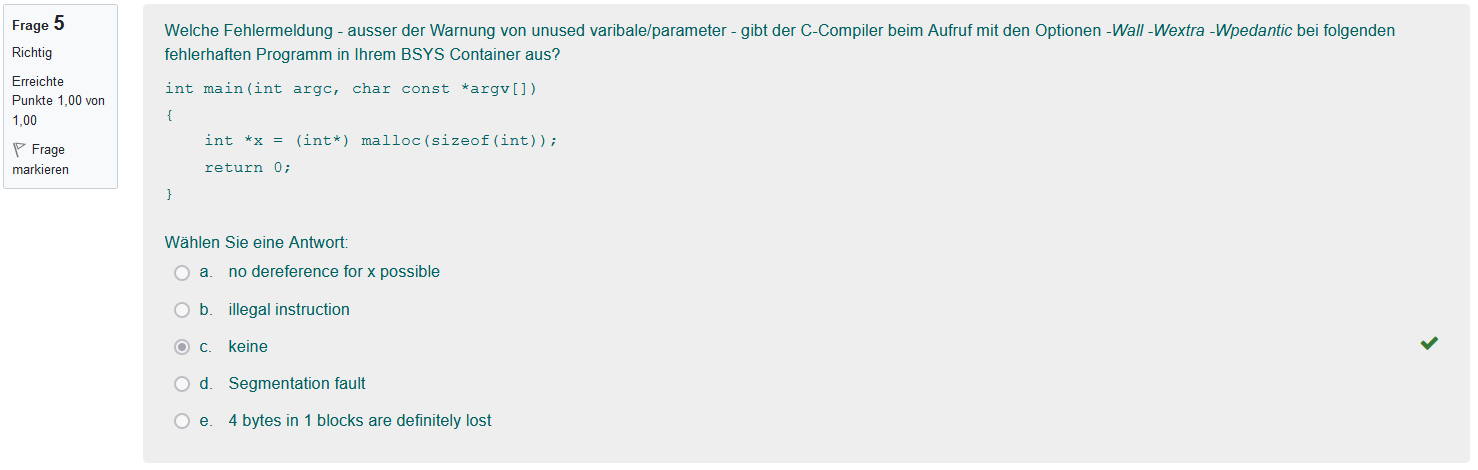 Frage 5
Richtig
Erreichte
Punkte 1,00 von
1,00
Frage
markieren
Welche Fehlermeldung - ausser der Warnung von unused varibale/parameter - gibt der C-Compiler beim Aufruf mit den Optionen -Wall -Wextra -Wpedantic bei folgenden
fehlerhaften Programm in Ihrem BSYS Container aus?
int main(int argc, char const *argv[])
{
    int *x = (int*) malloc(sizeof(int));
    return 0;
}
Wählen Sie eine Antwort:
a. no dereference for x possible
b. illegal instruction
c. keine
d. Segmentation fault
e. 4 bytes in 1 blocks are definitely lost